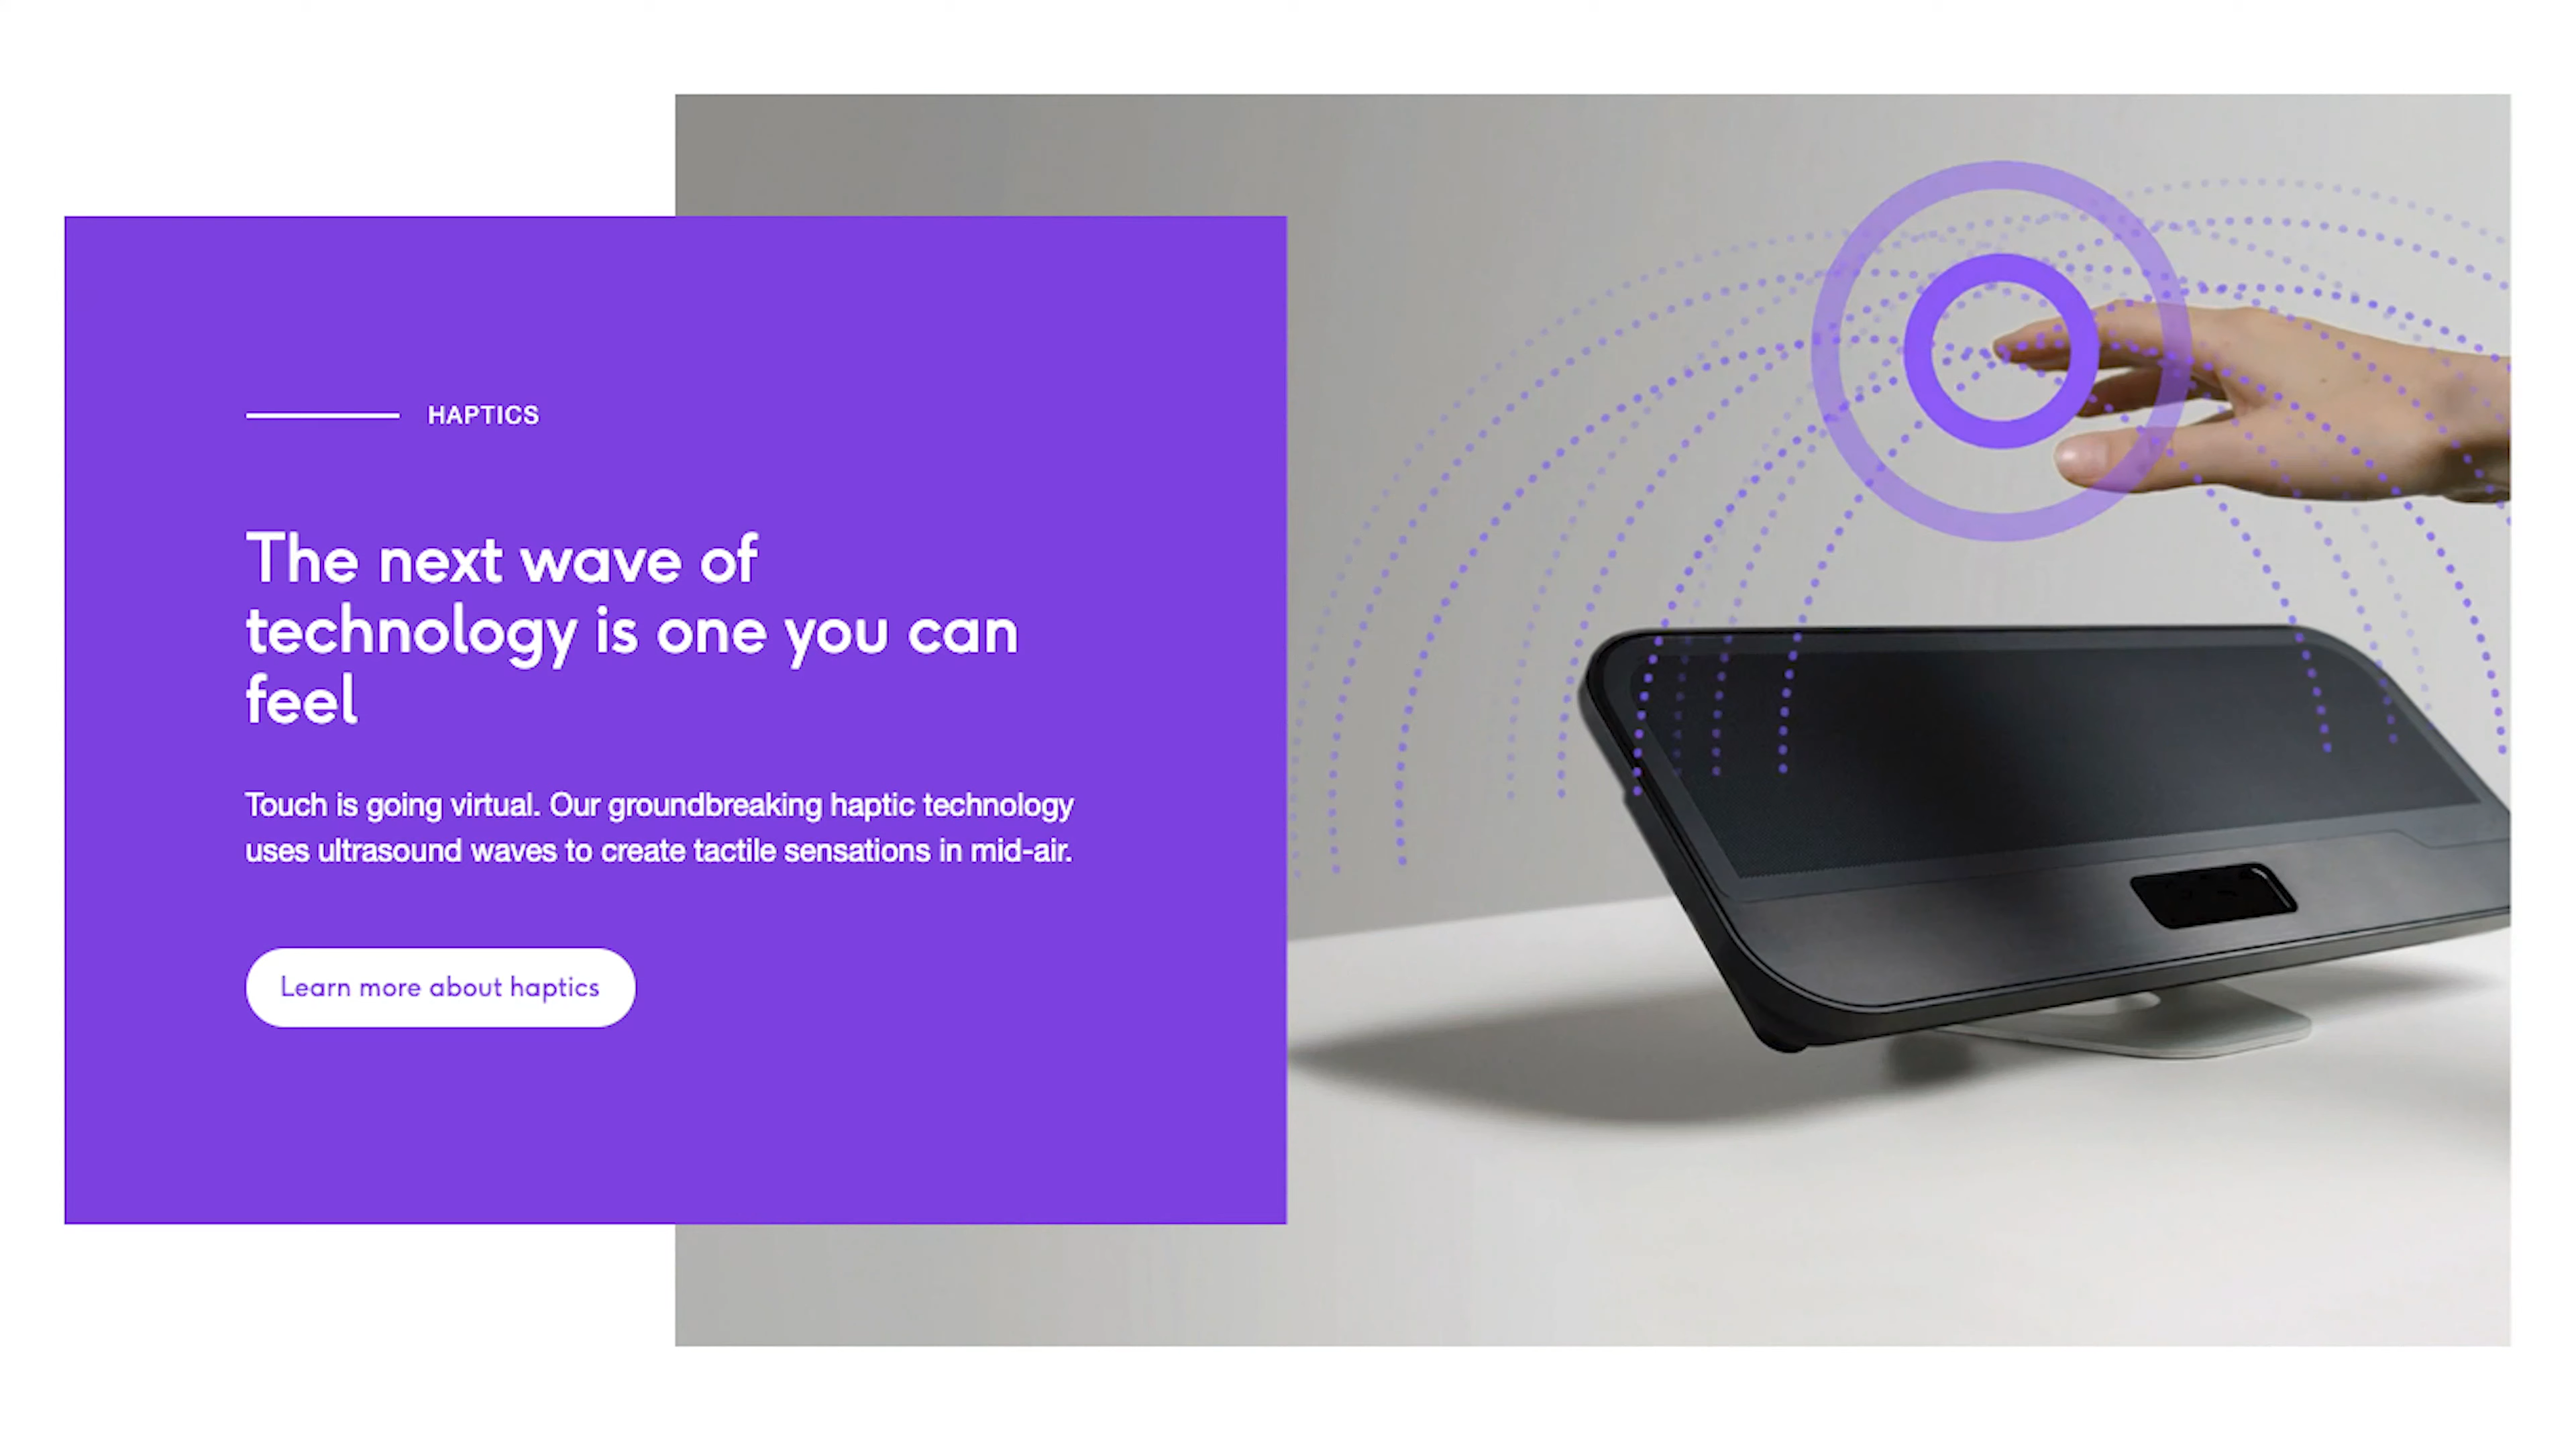 HAPTICS
The next wave of
technology is one you can
feel
Touch is going virtual. Our groundbreaking haptic technology
uses ultrasound waves to create tactile sensations in mid-air.
Learn more about haptics